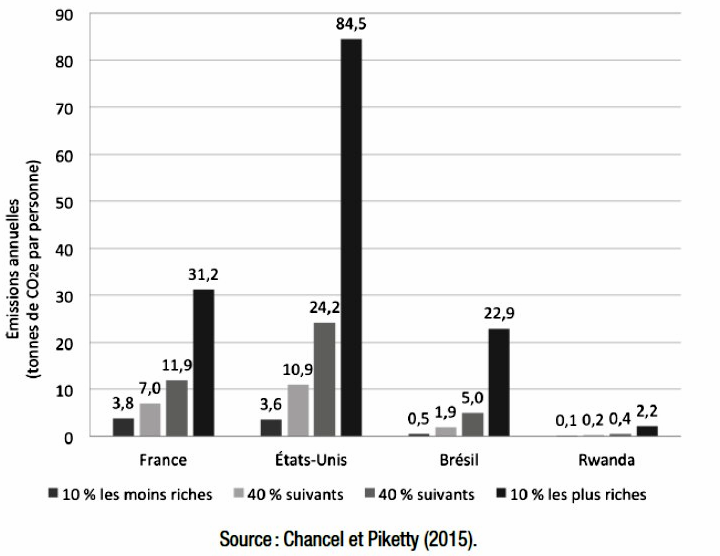 Emissions annuelles
(tonnes de CO2e par personne)
90
80
70
60
50
40
30
20
10
0
3,8
7,0
11,9
31,2
3,6
10,9
24,2
84,5
0,5
1,9
5,0
22,9
0,1
0,2
0,4
2,2
France
États-Unis
Brésil
Rwanda
10 % les moins riches
40 % suivants
40 % suivants
10 % les plus riches
Source : Chancel et Piketty (2015).